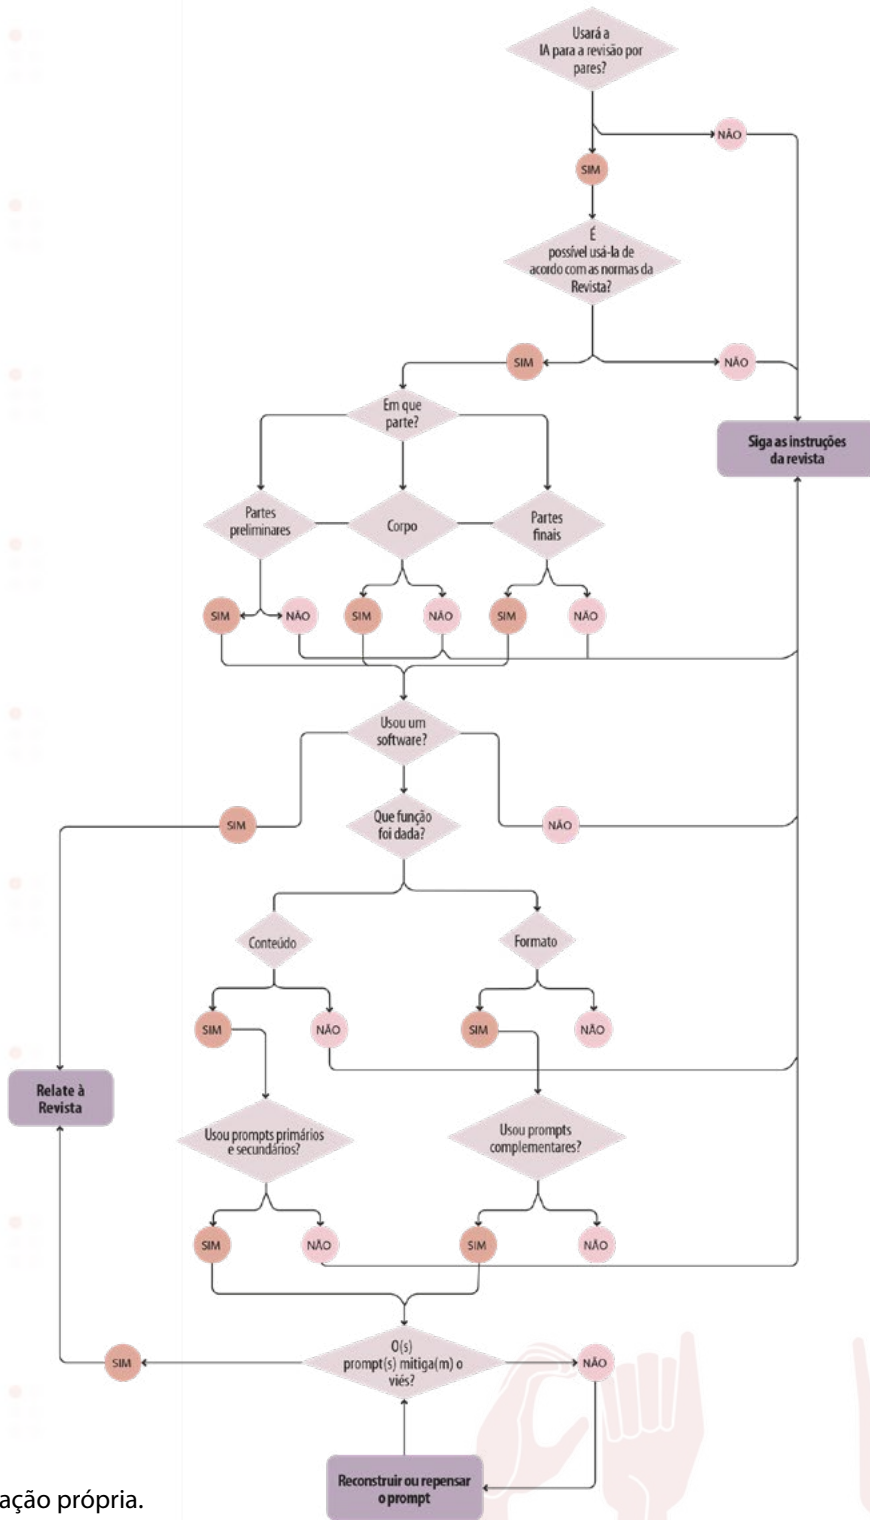 Usará a
IA para a revisão por
pares?
NÃO
SIM
É
possível usá-la de
acordo com as normas da
Revista?
SIM
NÃO
Em que
parte?
Siga as instruções
da revista
Partes
preliminares
Corpo
Partes
finais
SIM
NÃO
SIM
NÃO
SIM
NÃO
Usou um
software?
SIM
Que função
foi dada?
NÃO
Conteúdo
Formato
SIM
NÃO
SIM
NÃO
Relate à
Revista
Usou prompts primários
e secundários?
Usou prompts
complementares?
SIM
NÃO
SIM
NÃO
O(s)
prompt(s) mitiga(m) o
viés?
SIM
NÃO
Reconstruir ou repensar
o prompt
ação própria.